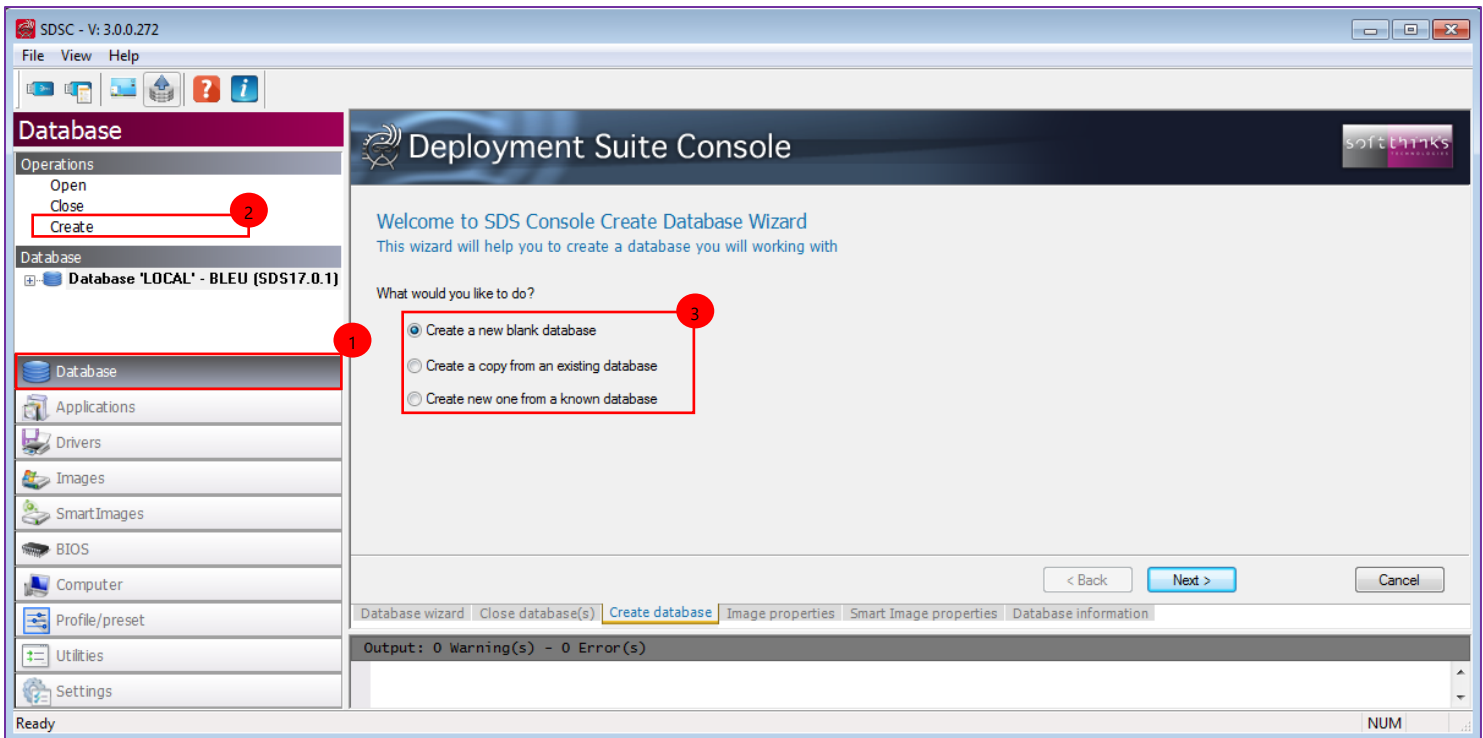 SDSC - V: 3.0.0.272
File View Help
Database
Operations
Open
Close
Create
2
Database
Database 'LOCAL' - BLEU (SDS17.0.1)
1
Database
Applications
Drivers
Images
SmartImages
BIOS
Computer
Profile/preset
Utilities
Settings
Deployment Suite Console
softthinks
TECHNOLOGIES
Welcome to SDS Console Create Database Wizard
This wizard will help you to create a database you will working with
What would you like to do?
3
Create a new blank database
Create a copy from an existing database
Create new one from a known database
< Back Next > Cancel
Database wizard Close database(s) Create database Image properties Smart Image properties Database information
Output: 0 Warning(s) - 0 Error(s)
Ready NUM